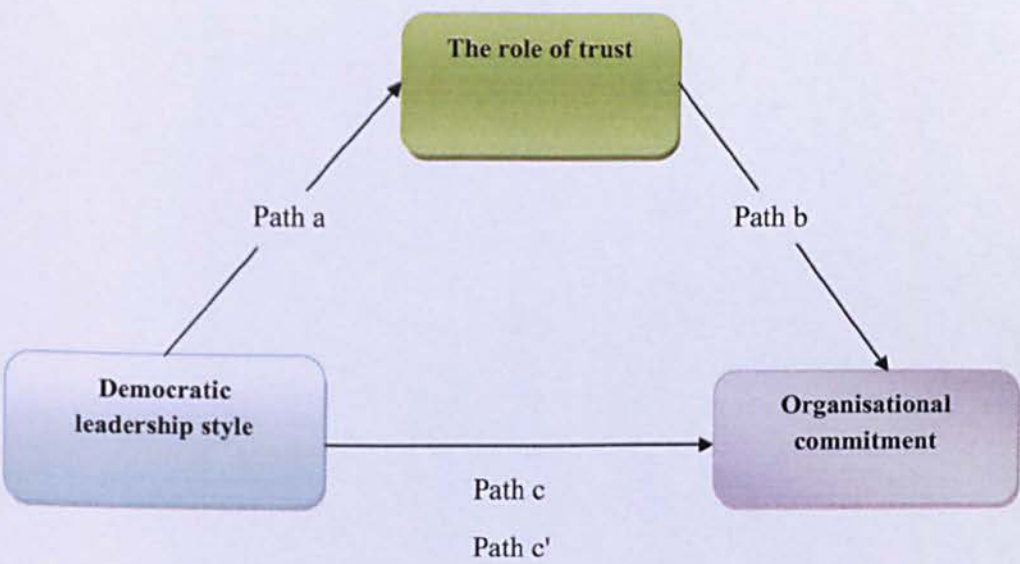 The role of trust
Path a
Path b
Democratic
leadership style
Organisational
commitment
Path c
Path c'